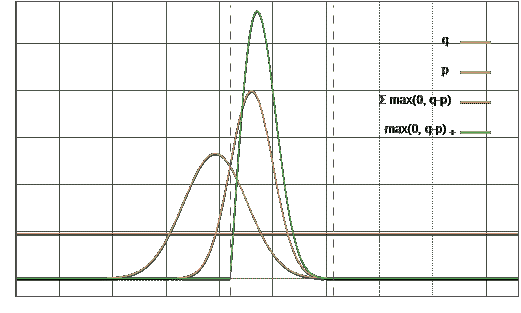 q
p
Σ max(0, q-p)
max(0, q-p) +